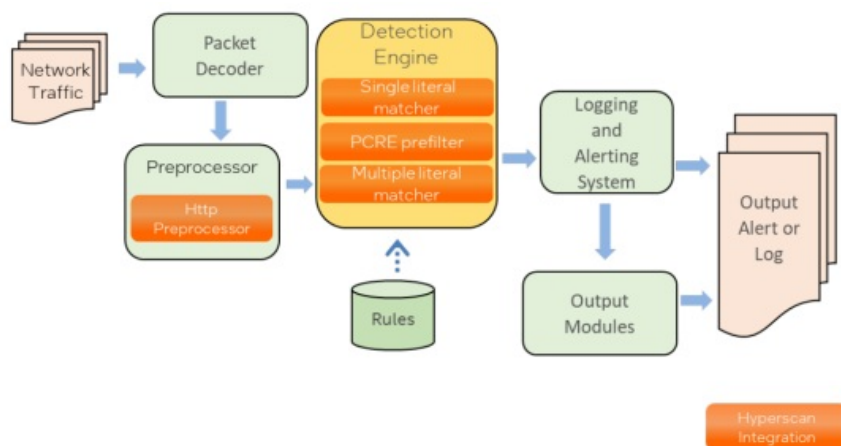 Network
Traffic
Packet
Decoder
Preprocessor
Http
Preprocessor
Detection
Engine
Single literal
matcher
PCRE prefilter
Multiple literal
matcher
Rules
Logging
and
Alerting
System
Output
Modules
Output
Alert or
Log
Hyperscan
Integration